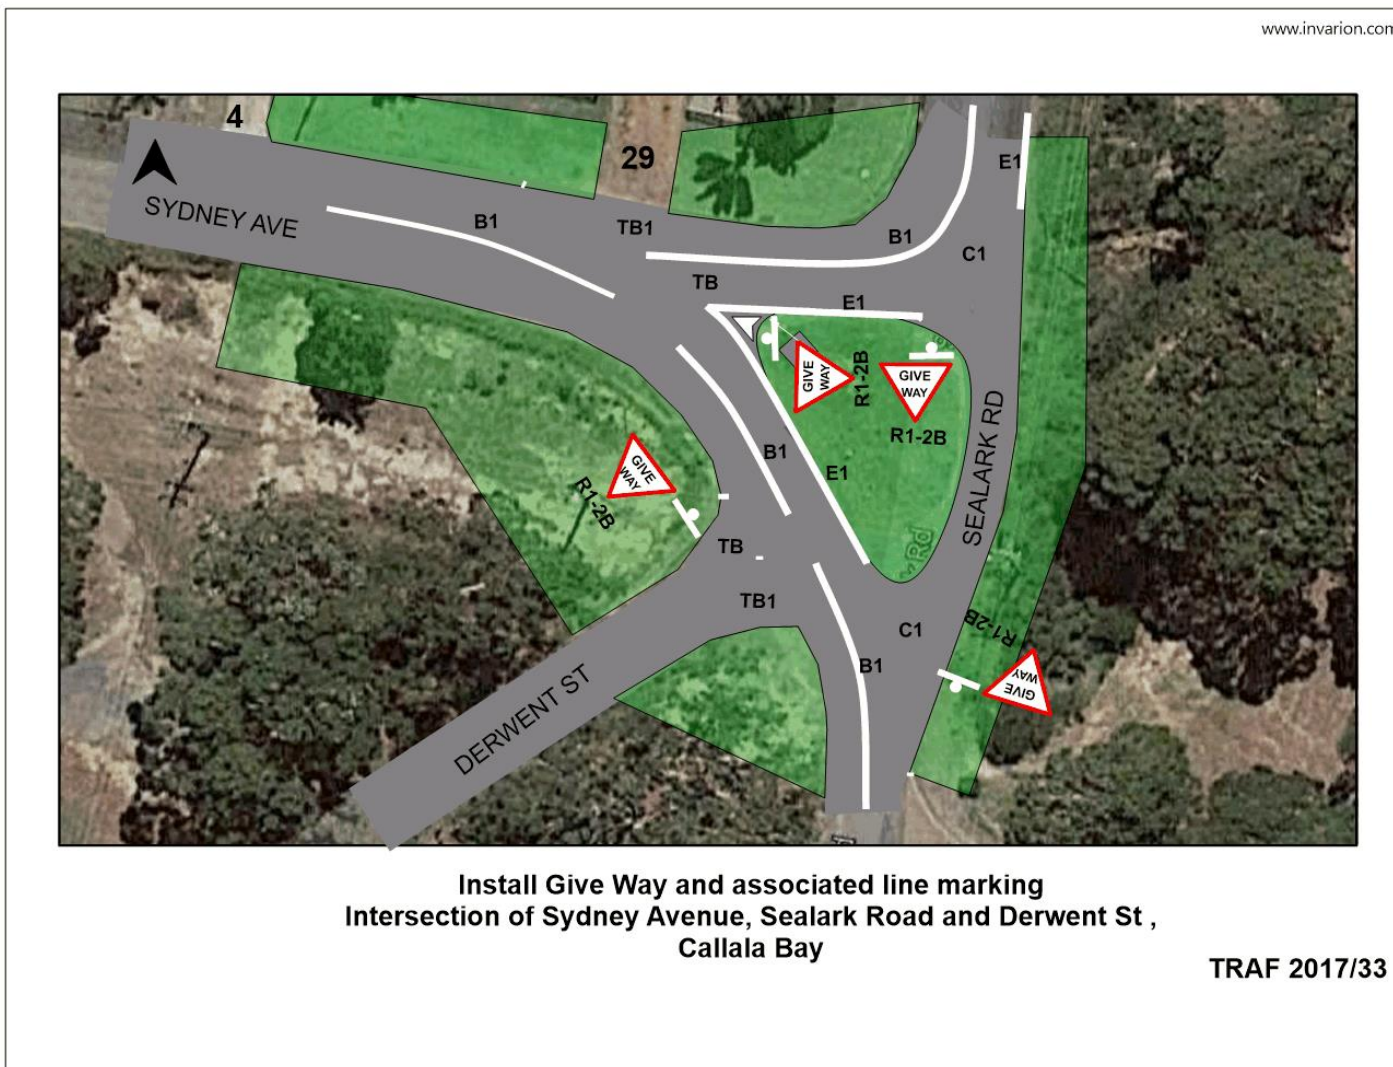 www.invarion.com
4
29
E1
SYDNEY AVE
B1
TB1
B1
C1
TB
E1
GIVE
WAY
R1-2B
GIVE
WAY
R1-2B
B1
E1
SEALARK RD
GIVE
WAY
R1-2B
Rd
TB
TB1
C1
R1-2B
B1
GIVE
WAY
DERWENT ST
Install Give Way and associated line marking
Intersection of Sydney Avenue, Sealark Road and Derwent St ,
Callala Bay
TRAF 2017/33